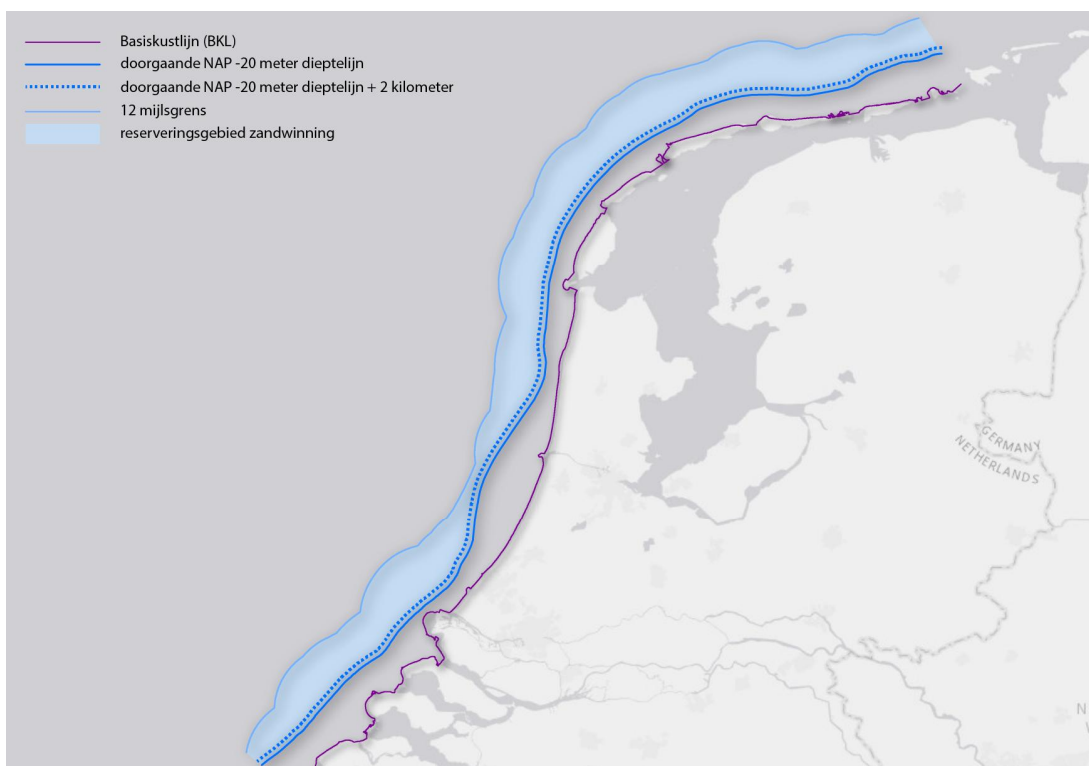 Basiskustlijn (BKL)
doorgaande NAP -20 meter dieptelijn
doorgaande NAP -20 meter dieptelijn + 2 kilometer
12 mijlsgrens
reserveringsgebied zandwinning
GERMANY
NETHERLANDS
N